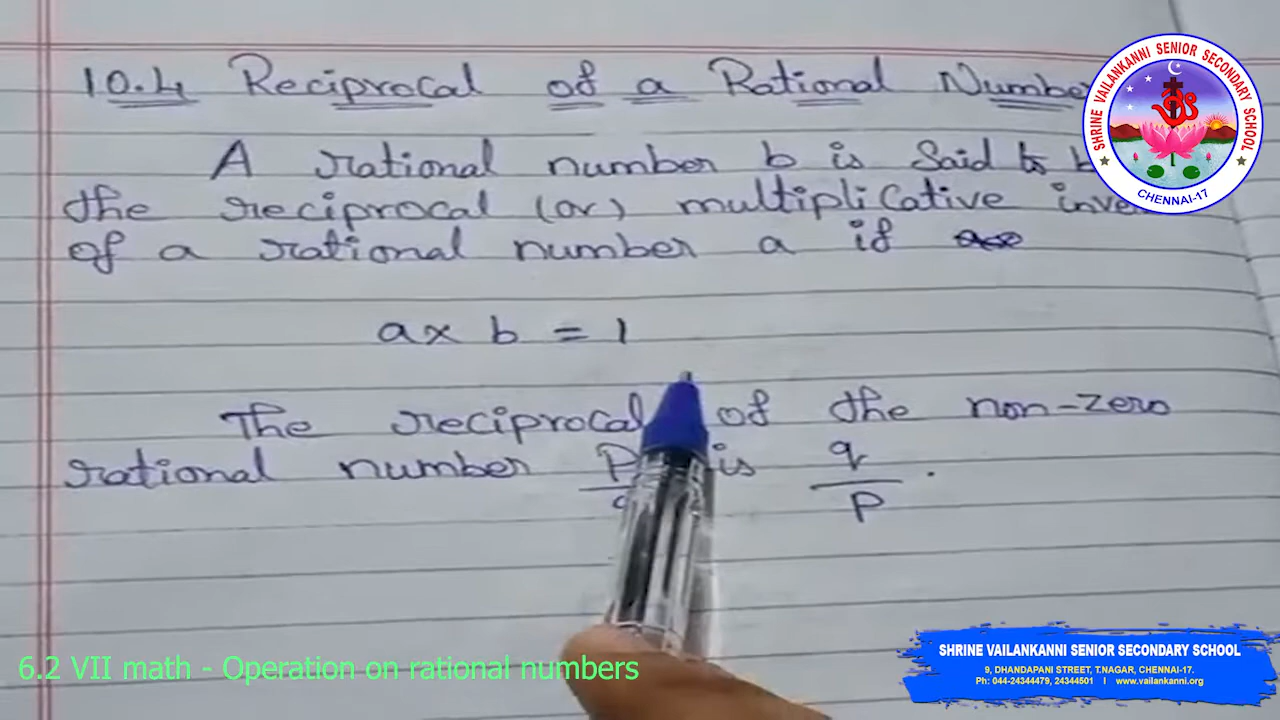 10.4 Reciprocal of a Rational Number
A rational number b is said to b
the reciprocal (or) multiplicative inve
of a rational number a if
a x b = 1
The reciprocal of the non-zero
rational number P is q
P.
SHRINE VAILANKANNI SENIOR SECONDARY SCHOOL
CHENNAI-17
6.2 VII math - Operation on rational numbers
SHRINE VAILANKANNI SENIOR SECONDARY SCHOOL
9, DHANDAPANI STREET, T.NAGAR, CHENNAI-17.
Ph: 044-24344479, 24344501 I www.vailankanni.org